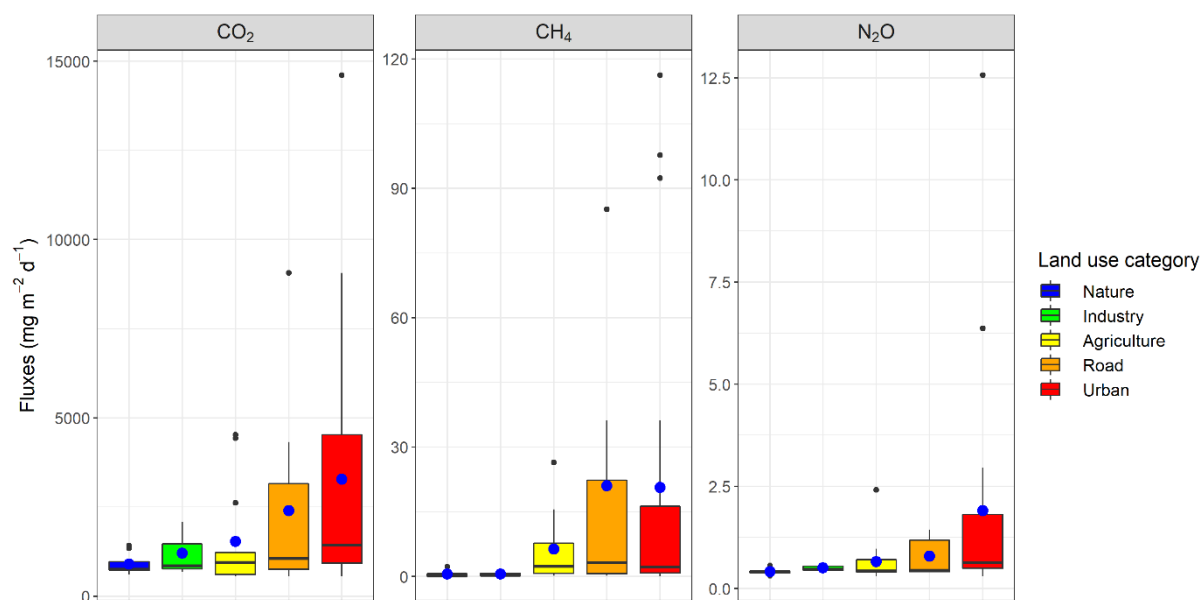 CO₂
CH₄
N₂O
Fluxes (mg m⁻² d⁻¹)
15000
10000
5000
0
120
90
60
30
0
12.5
10.0
7.5
5.0
2.5
0.0
Land use category
Nature
Industry
Agriculture
Road
Urban